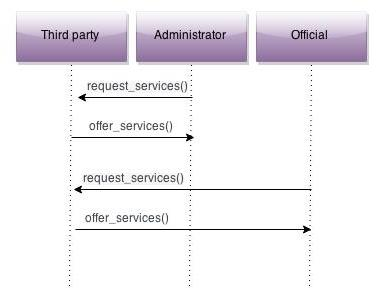 Third party
Administrator
Official
request_services()
offer_services()
request_services()
offer_services()